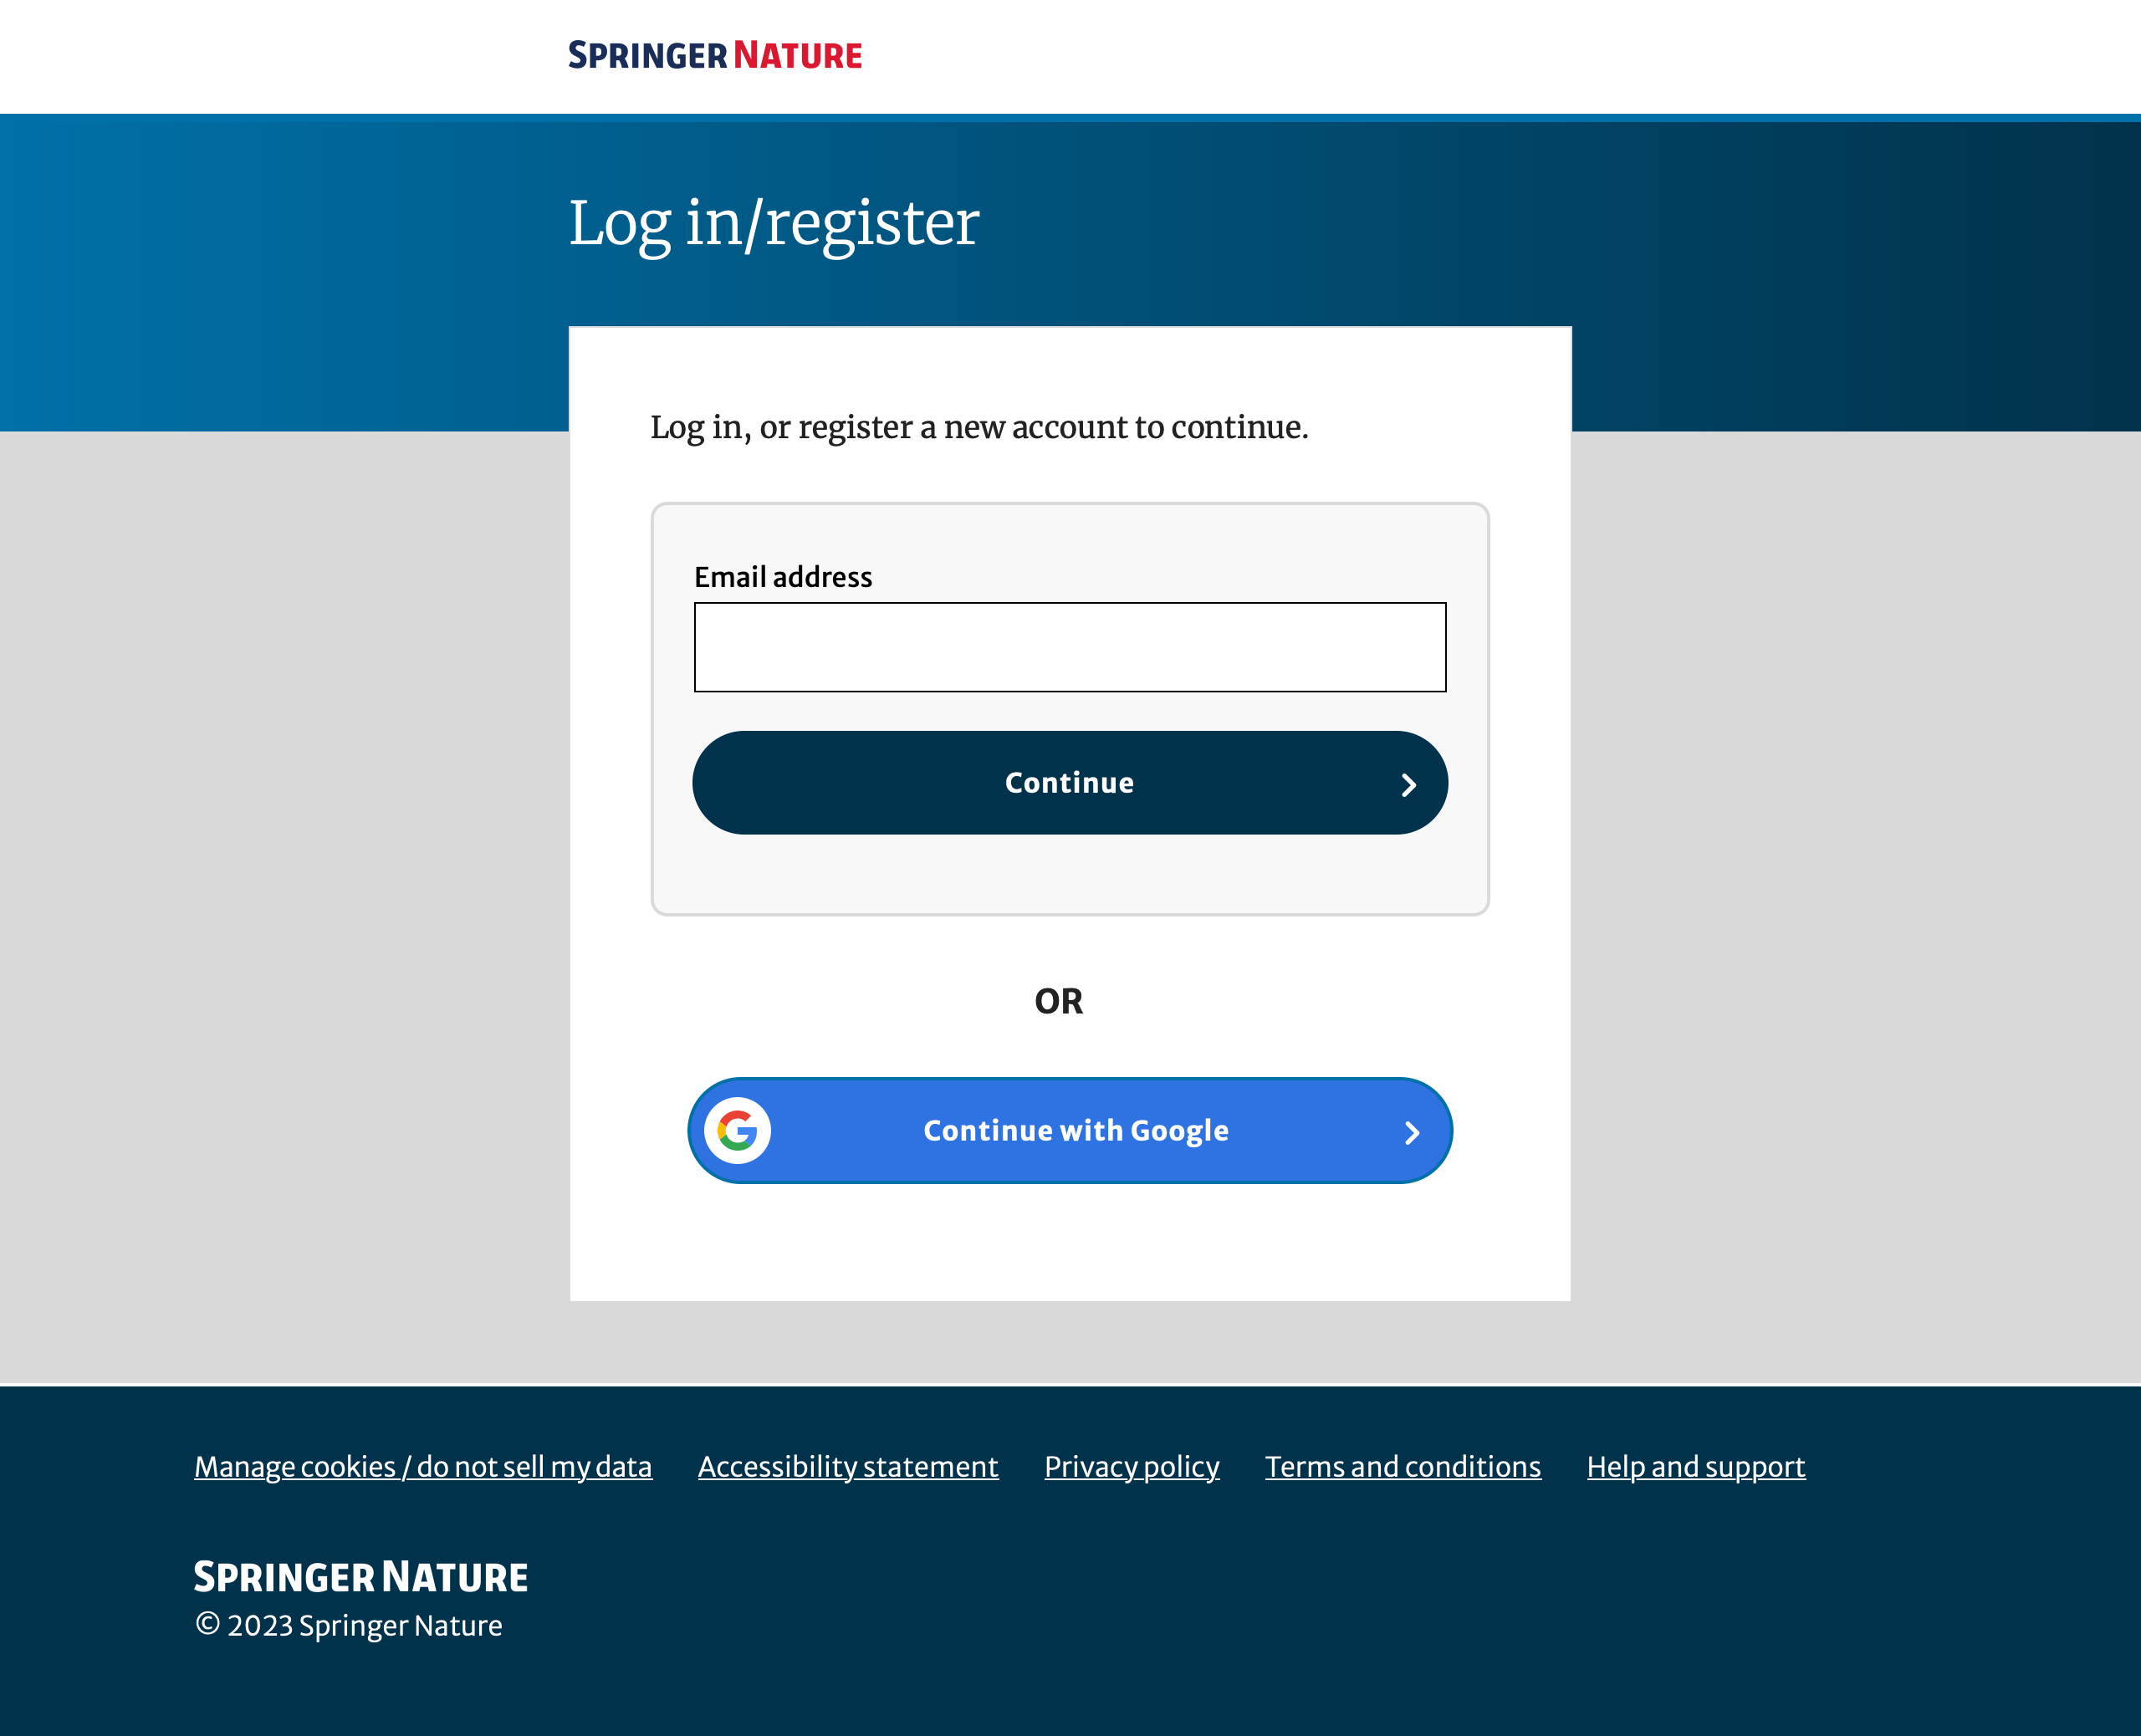 SPRINGER NATURE
Log in/register
Log in, or register a new account to continue.
Email address
Continue
OR
Continue with Google
Manage cookies / do not sell my data Accessibility statement Privacy policy Terms and conditions Help and support
SPRINGER NATURE
© 2023 Springer Nature